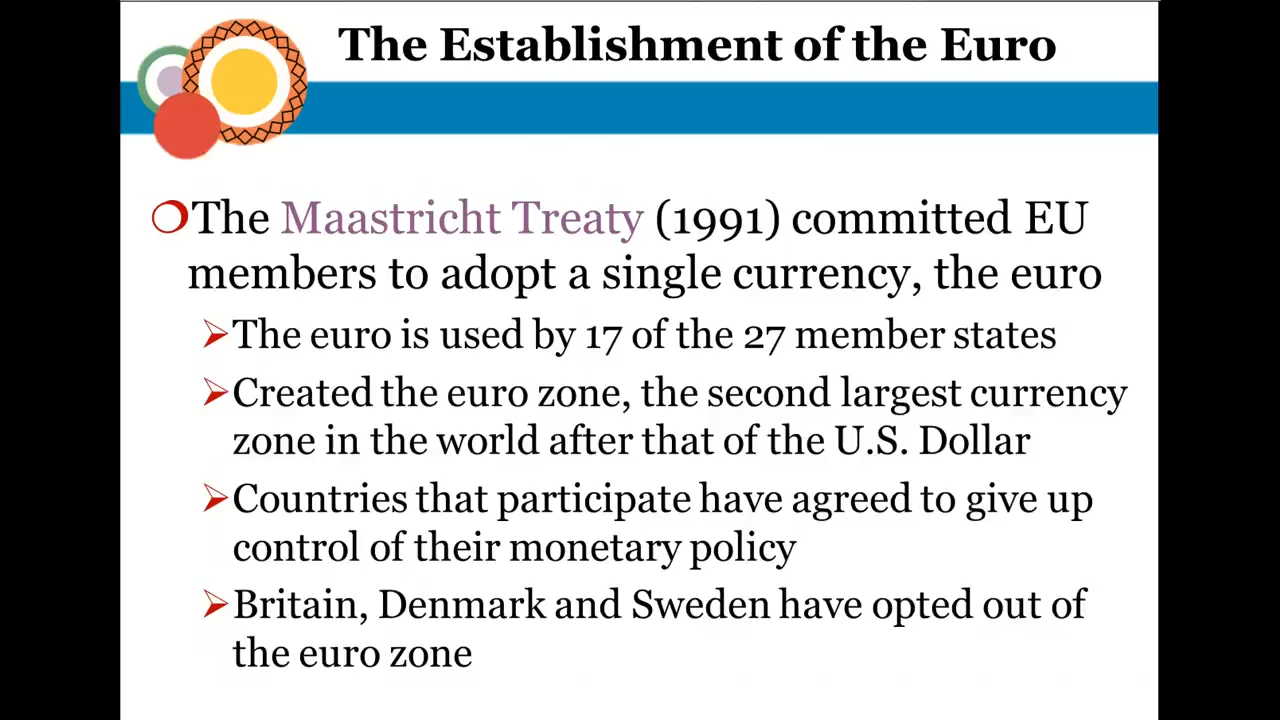 The Establishment of the Euro
The Maastricht Treaty (1991) committed EU
members to adopt a single currency, the euro
The euro is used by 17 of the 27 member states
Created the euro zone, the second largest currency
zone in the world after that of the U.S. Dollar
Countries that participate have agreed to give up
control of their monetary policy
Britain, Denmark and Sweden have opted out of
the euro zone